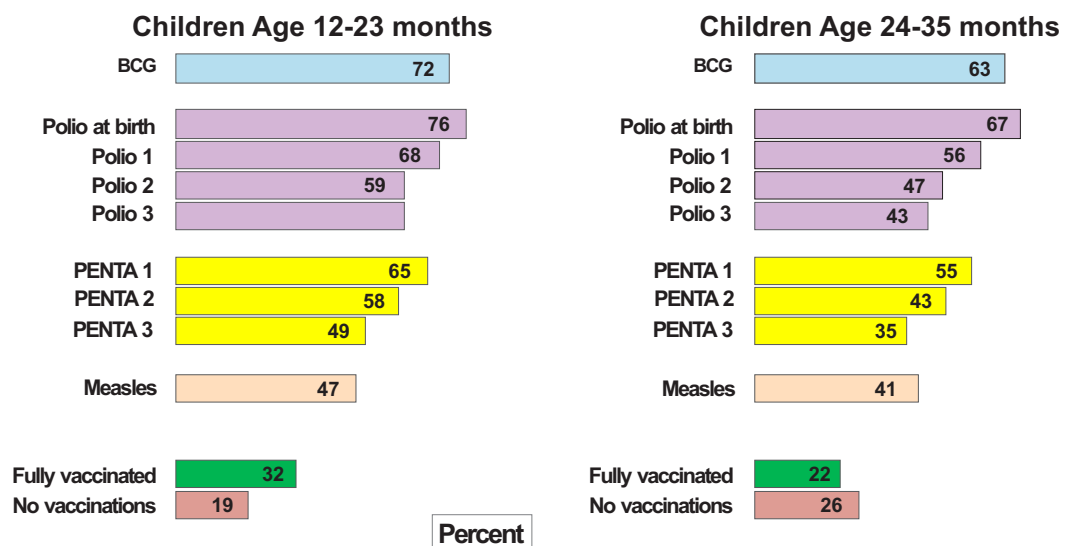 Children Age 12-23 months
BCG 72
Polio at birth 76
Polio 1 68
Polio 2 59
Polio 3
PENTA 1 65
PENTA 2 58
PENTA 3 49
Measles 47
Fully vaccinated 32
No vaccinations 19
Children Age 24-35 months
BCG 63
Polio at birth 67
Polio 1 56
Polio 2 47
Polio 3 43
PENTA 1 55
PENTA 2 43
PENTA 3 35
Measles 41
Fully vaccinated 22
No vaccinations 26
Percent